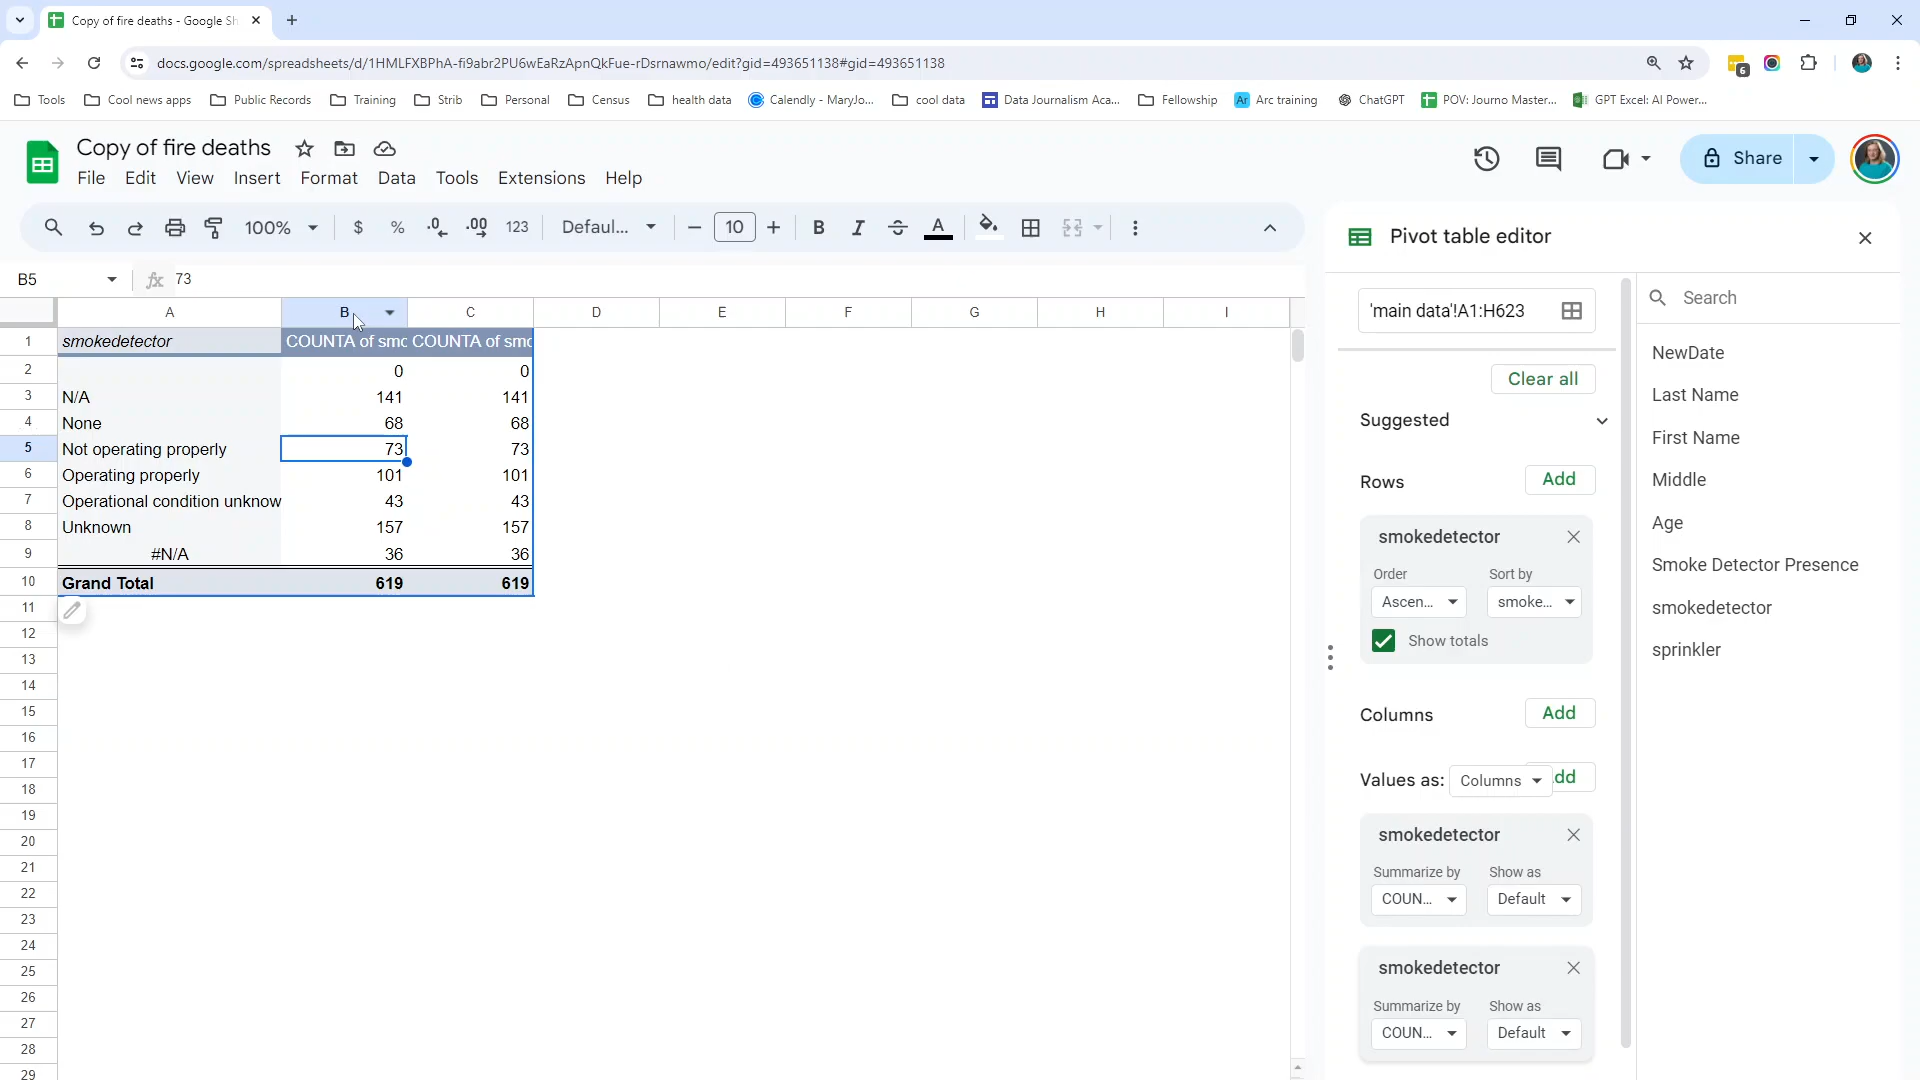 Copy of fire deaths - Google Sh
docs.google.com/spreadsheets/d/1HMLFXBPhA-fi9abr2PU6wEaRzApnQkFue-rDsrnawmo/edit?gid=493651138#gid=493651138
6
Tools Cool news apps Public Records Training Strib Personal Census health data Calendly - MaryJo... cool data Data Journalism Aca... Fellowship Ar Arc training ChatGPT POV: Journo Master... GPT Excel: AI Power...
Copy of fire deaths
File Edit View Insert Format Data Tools Extensions Help
Share
100% $ % .0 .00 123 Defaul... 10 B I S A
B5 fx 73
A B C D E F G H I
1 smokedetector COUNTA of smo COUNTA of smo
2 0 0
3 N/A 141 141
4 None 68 68
5 Not operating properly 73 73
6 Operating properly 101 101
7 Operational condition unknow 43 43
8 Unknown 157 157
9 #N/A 36 36
10 Grand Total 619 619
11
12
13
14
15
16
17
18
19
20
21
22
23
24
25
26
27
28
29
Pivot table editor
'main data'!A1:H623
Clear all
Suggested
Rows Add
smokedetector
Order Sort by
Ascen... smoke...
Show totals
Columns Add
Values as: Columns dd
smokedetector
Summarize by Show as
COUN... Default
smokedetector
Summarize by Show as
COUN... Default
Search
NewDate
Last Name
First Name
Middle
Age
Smoke Detector Presence
smokedetector
sprinkler